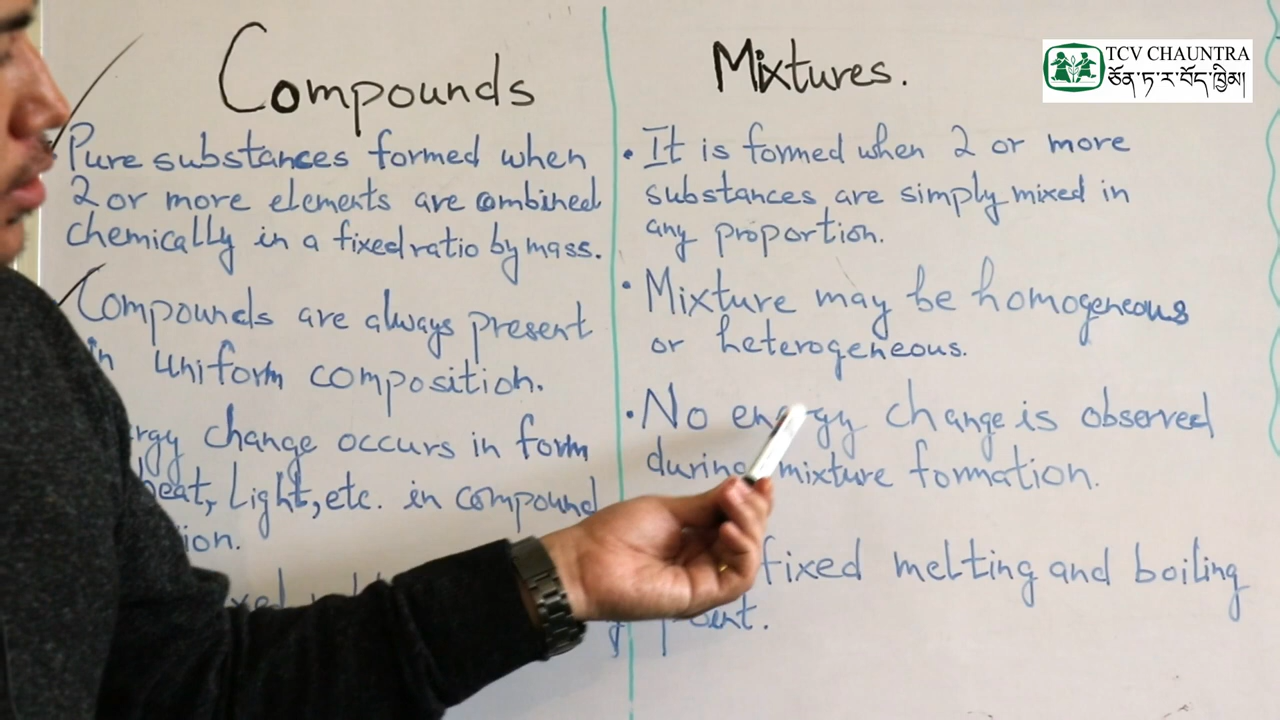 TCV CHAUNTRA
ཅོན་ཏ་ར་བོད་ཁྱིམ།
Compounds
Pure substances formed when
2 or more elements are combined
chemically in a fixed ratio by mass.
Compounds are always present
in uniform composition.
change occurs in form
heat, Light, etc. in compound
Mixtures.
• It is formed when 2 or more
substances are simply mixed in
any proportion.
• Mixture may be homogeneous
or heterogeneous.
• No energy change is observed
during mixture formation.
fixed melting and boiling